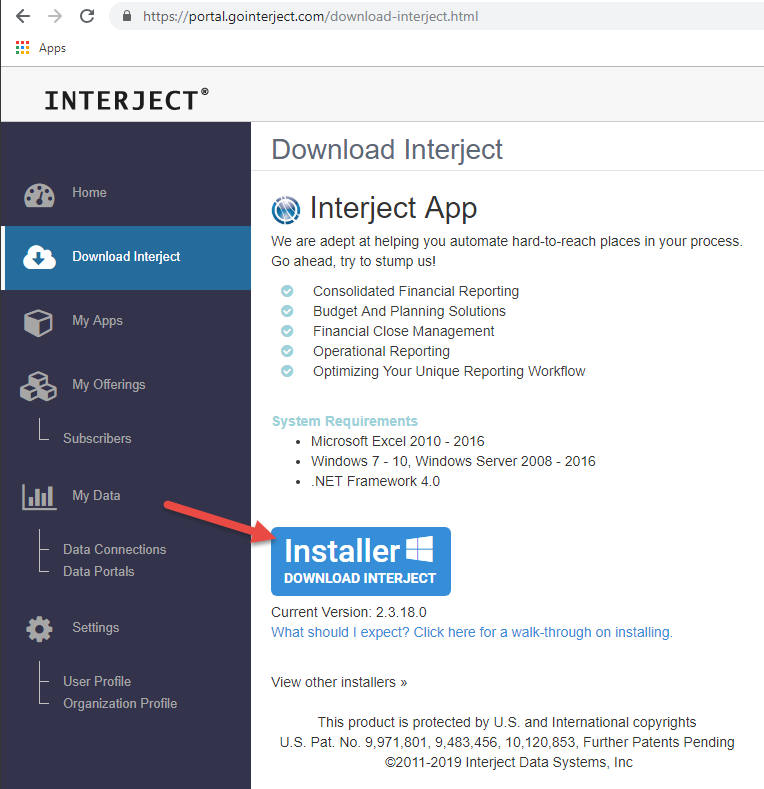 https://portal.gointerject.com/download-interject.html
Apps
INTERJECT®
Home
Download Interject
My Apps
My Offerings
Subscribers
My Data
Data Connections
Data Portals
Settings
User Profile
Organization Profile
Download Interject
Interject App
We are adept at helping you automate hard-to-reach places in your process.
Go ahead, try to stump us!
Consolidated Financial Reporting
Budget And Planning Solutions
Financial Close Management
Operational Reporting
Optimizing Your Unique Reporting Workflow
System Requirements
• Microsoft Excel 2010 - 2016
• Windows 7 - 10, Windows Server 2008 - 2016
• .NET Framework 4.0
Installer
DOWNLOAD INTERJECT
Current Version: 2.3.18.0
What should I expect? Click here for a walk-through on installing.
View other installers »
This product is protected by U.S. and International copyrights
U.S. Pat. No. 9,971,801, 9,483,456, 10,120,853, Further Patents Pending
©2011-2019 Interject Data Systems, Inc